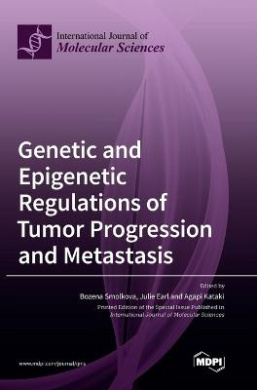 International Journal of
Molecular Sciences
Genetic and
Epigenetic
Regulations of
Tumor Progression
and Metastasis
Edited by
Bozena Smolkova, Julie Earl and Agapi Kataki
Printed Edition of the Special Issue Published in
International Journal of Molecular Sciences
www.mdpi.com/journal/ijms
MDPI